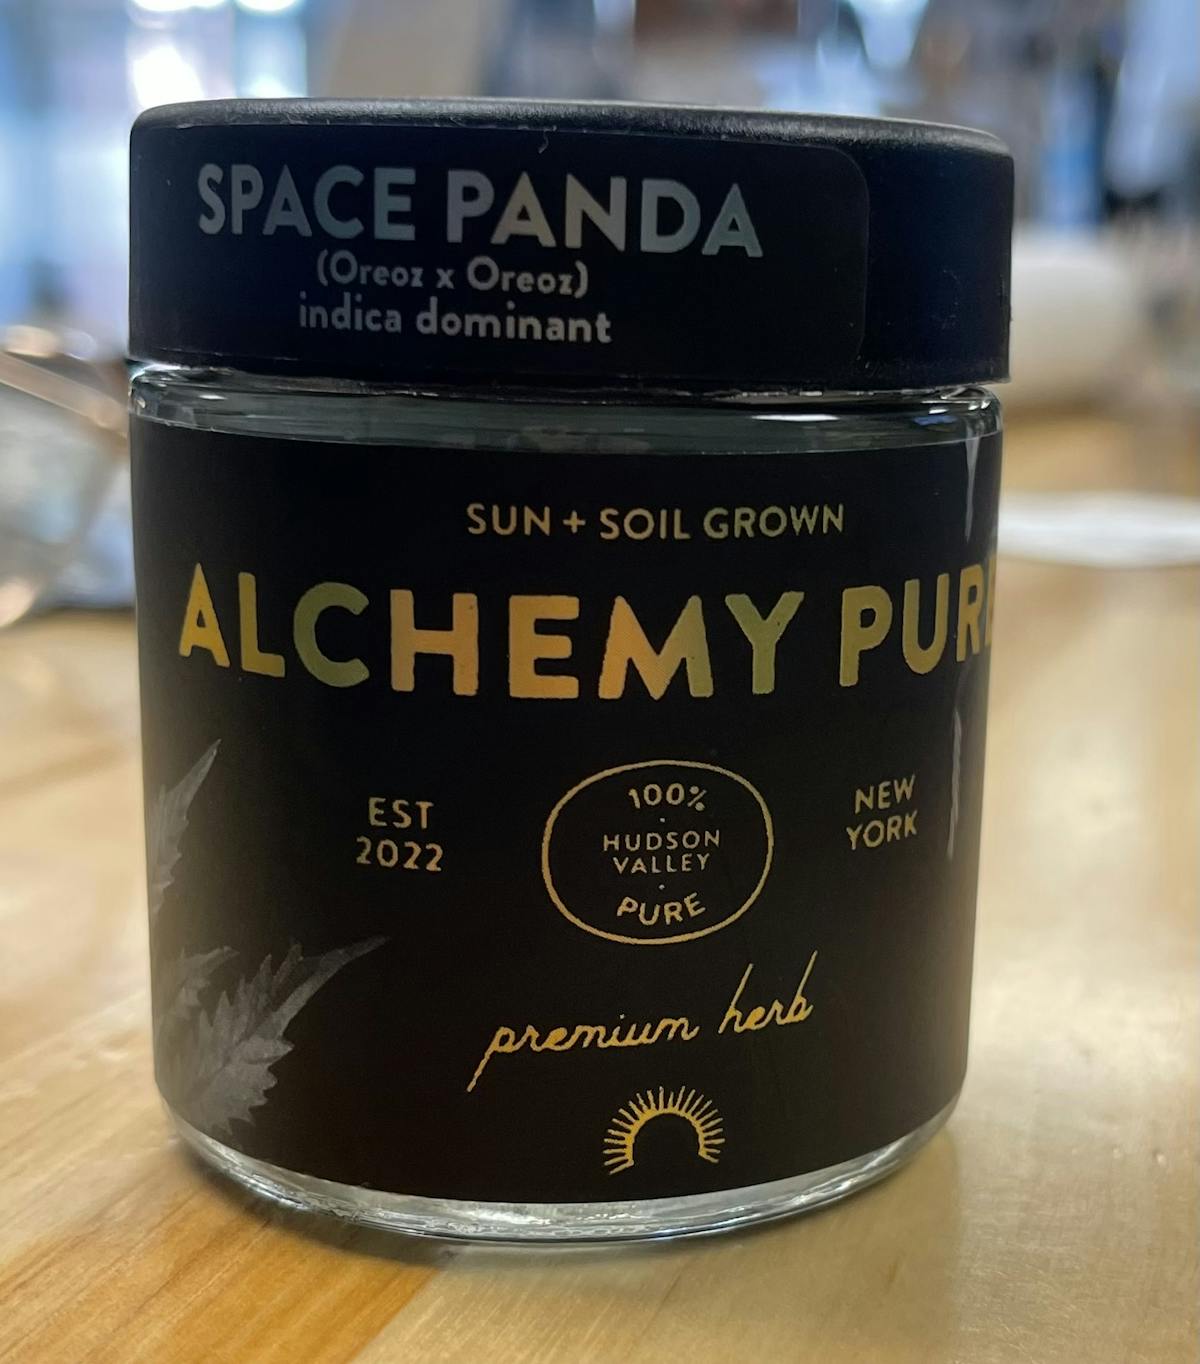 SPACE PANDA
(Oreoz x Oreoz)
indica dominant
SUN + SOIL GROWN
ALCHEMY PURE
EST
2022
100%
HUDSON
VALLEY
PURE
NEW
YORK
premium herb